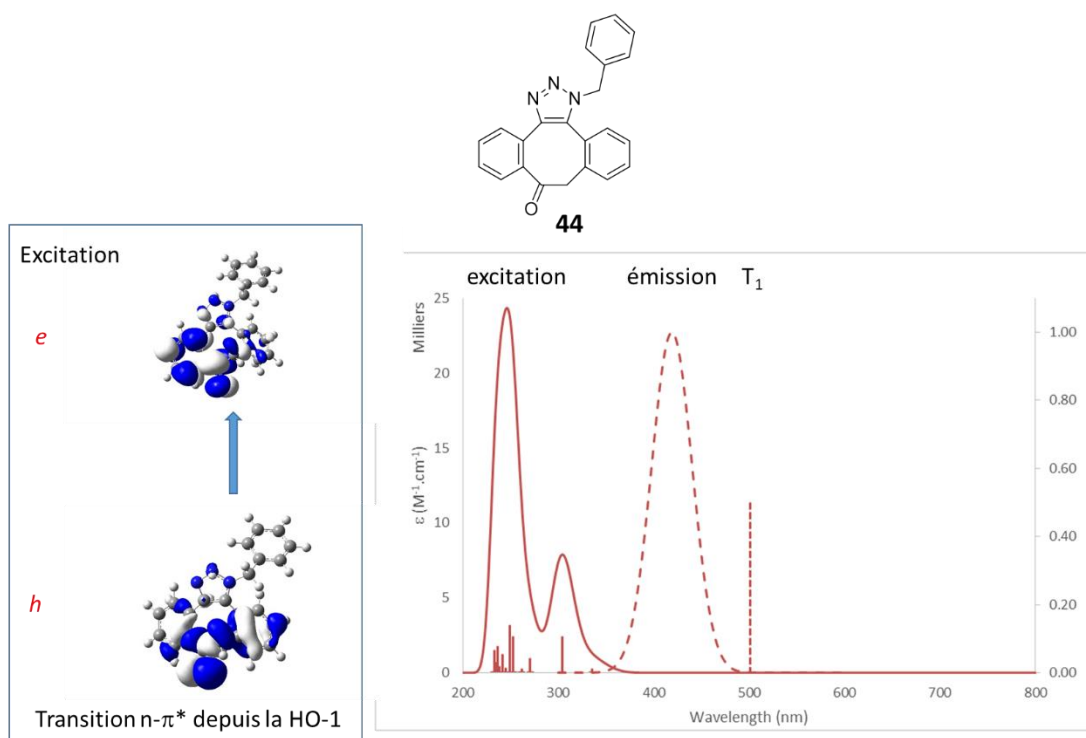 N
N
N
O
44
Excitation
e
h
Transition n-π* depuis la HO-1
excitation
émission
T₁
Milliers
ε (M⁻¹.cm⁻¹)
25
20
15
10
5
0
1.00
0.80
0.60
0.40
0.20
0.00
200
300
400
500
600
700
800
Wavelength (nm)